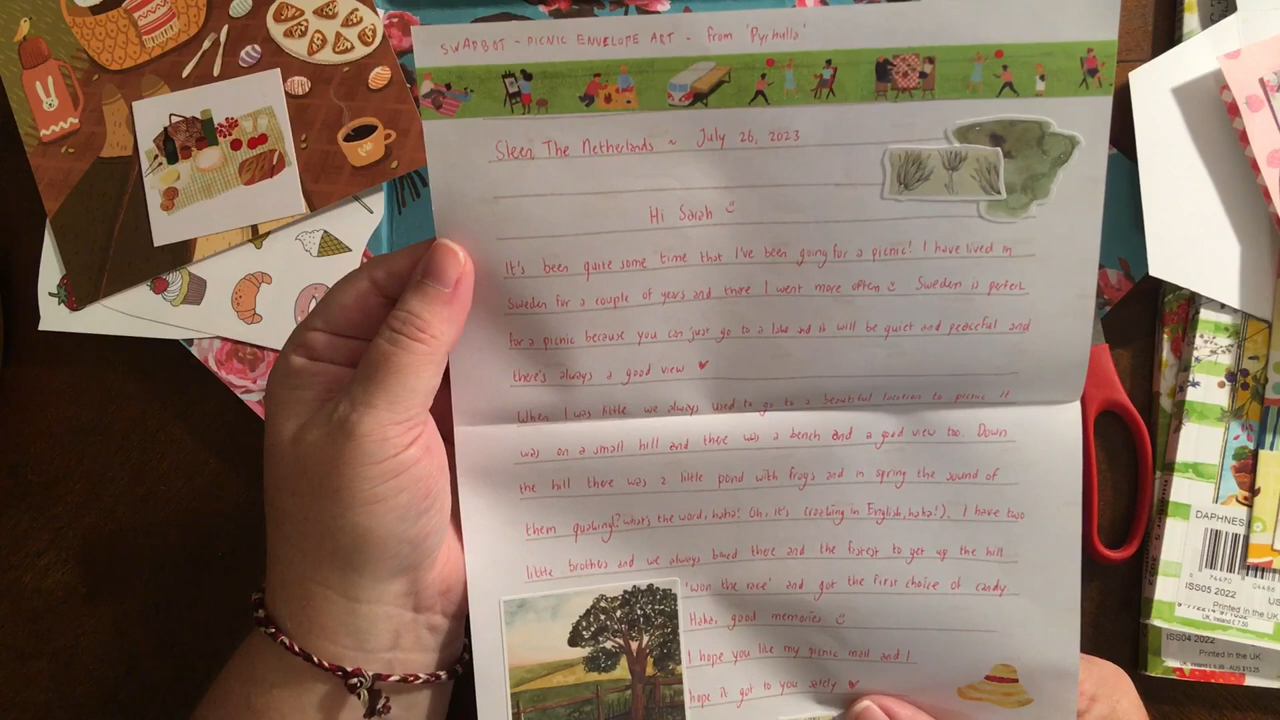 SWAPBOT - PICNIC ENVELOPE ART - from 'Pyrhulla'
Sleen, The Netherlands ~ July 26, 2023
Hi Sarah
It's been quite some time that I've been going for a picnic! I have lived in
Sweden for a couple of years and there I went more often Sweden is perfect
for a picnic because you can just go to a lake and it will be quiet and peaceful and
there's always a good view ♥
When I was little we always used to go to a beautiful location to picnic it
was on a small hill and there was a bench and a good view too. Down
the hill there was a little pond with frogs and in spring the sound of
them quaking? what's the word, haha! (oh, it's croaking in English, haha!). I have two
little brothers and we always biked there and the fastest to get up the hill
'won the race' and got the first choice of candy.
Haha, good memories
I hope you like my picnic mail and I
hope it got to you safely ♥
DAPHNES
ISS05 2022
Printed in the UK
UK, Ireland £ 7.50
ISS04 2022
Printed in the UK
AUS $13.25